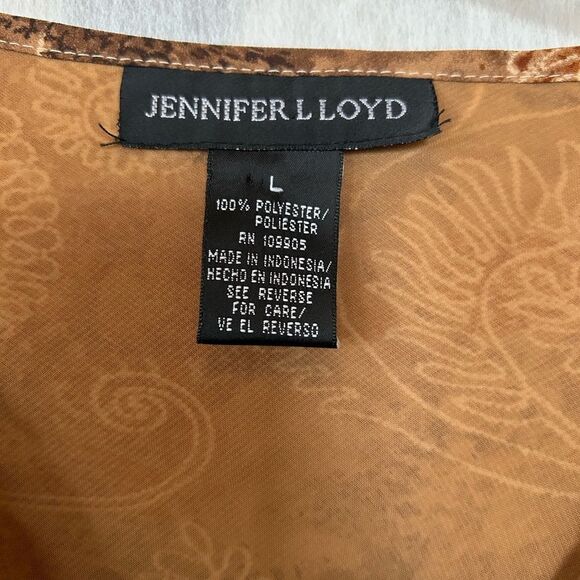 JENNIFER LLOYD
L
100% POLYESTER/
POLIESTER
RN 109905
MADE IN INDONESIA/
HECHO EN INDONESIA
SEE REVERSE
FOR CARE/
VE EL REVERSO